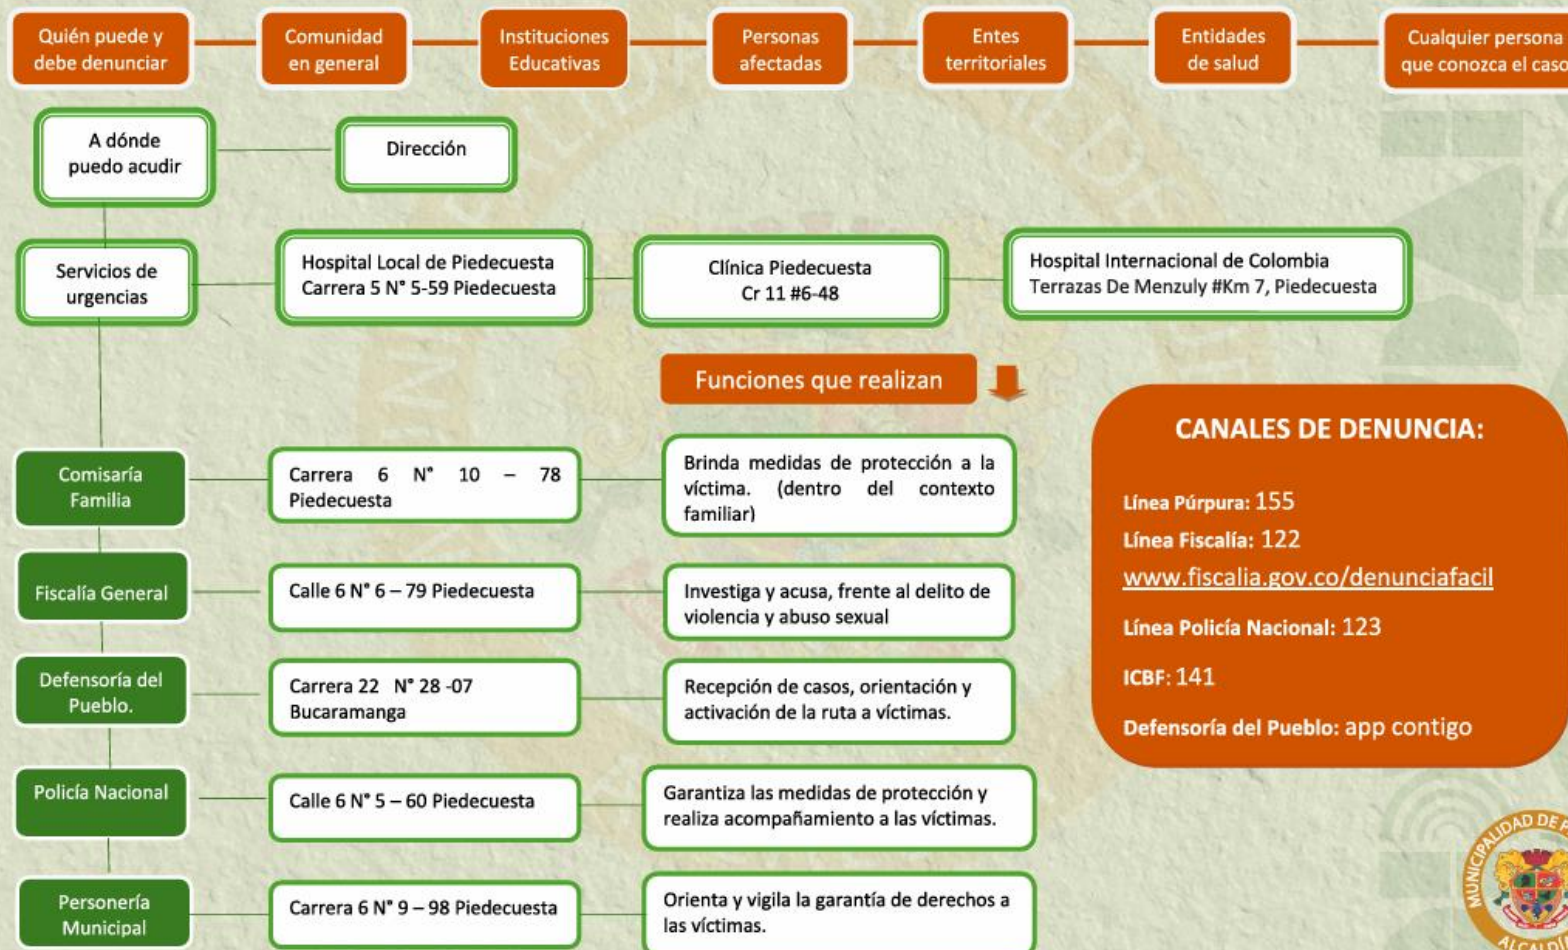 Quién puede y
debe denunciar
Comunidad
en general
Instituciones
Educativas
Personas
afectadas
Entes
territoriales
Entidades
de salud
Cualquier persona
que conozca el caso
A dónde
puedo acudir
Dirección
Servicios de
urgencias
Hospital Local de Piedecuesta
Carrera 5 N° 5-59 Piedecuesta
Clínica Piedecuesta
Cr 11 #6-48
Hospital Internacional de Colombia
Terrazas De Menzuly #Km 7, Piedecuesta
Funciones que realizan
Comisaría
Familia
Carrera 6 N° 10 – 78
Piedecuesta
Brinda medidas de protección a la
víctima. (dentro del contexto
familiar)
Fiscalía General
Calle 6 N° 6 – 79 Piedecuesta
Investiga y acusa, frente al delito de
violencia y abuso sexual
Defensoría del
Pueblo.
Carrera 22 N° 28 -07
Bucaramanga
Recepción de casos, orientación y
activación de la ruta a víctimas.
Policía Nacional
Calle 6 N° 5 – 60 Piedecuesta
Garantiza las medidas de protección y
realiza acompañamiento a las víctimas.
Personería
Municipal
Carrera 6 N° 9 – 98 Piedecuesta
Orienta y vigila la garantía de derechos a
las víctimas.
CANALES DE DENUNCIA:
Línea Púrpura: 155
Línea Fiscalía: 122
www.fiscalia.gov.co/denunciafacil
Línea Policía Nacional: 123
ICBF: 141
Defensoría del Pueblo: app contigo
MUNICIPALIDAD DE